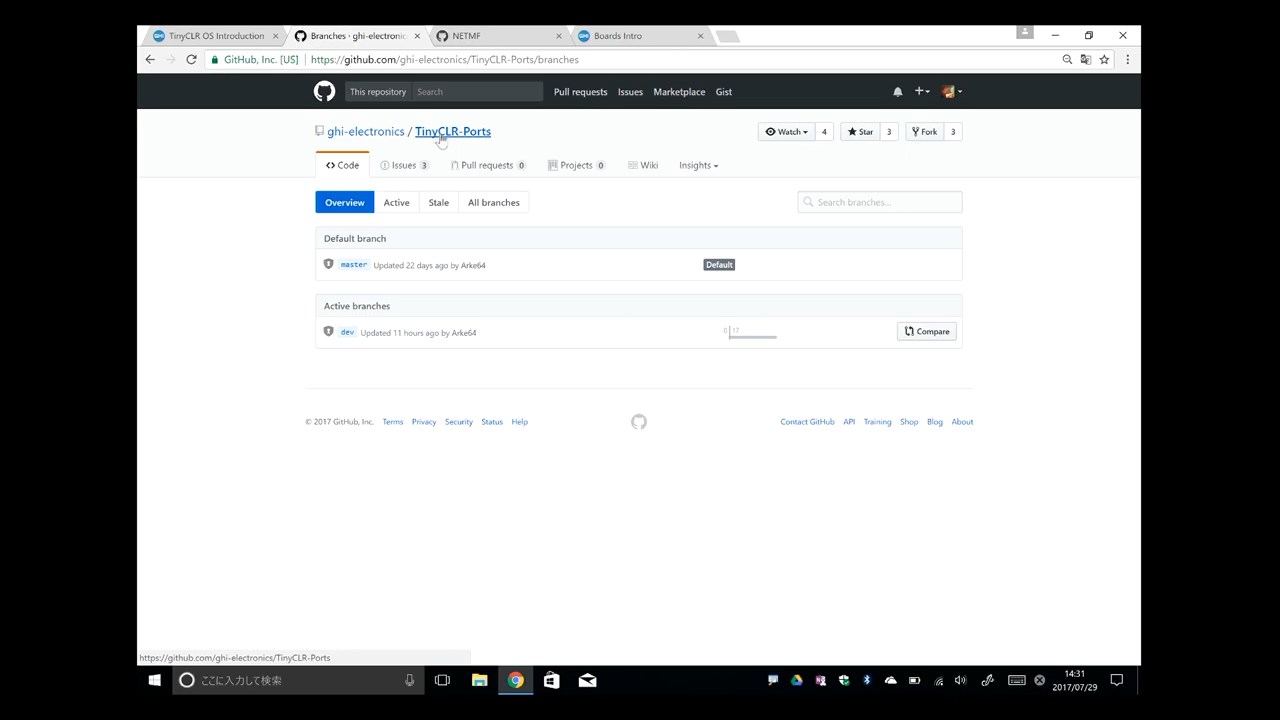 TinyCLR OS Introduction
Branches · ghi-electronic
NETMF
Boards Intro
GitHub, Inc. [US]
https://github.com/ghi-electronics/TinyCLR-Ports/branches
This repository
Search
Pull requests
Issues
Marketplace
Gist
ghi-electronics / TinyCLR-Ports
Watch 4
Star 3
Fork 3
Code
Issues 3
Pull requests 0
Projects 0
Wiki
Insights
Overview
Active
Stale
All branches
Search branches...
Default branch
master Updated 22 days ago by Arke64
Default
Active branches
dev Updated 11 hours ago by Arke64
0 17
Compare
© 2017 GitHub, Inc.
Terms
Privacy
Security
Status
Help
Contact GitHub
API
Training
Shop
Blog
About
https://github.com/ghi-electronics/TinyCLR-Ports
ここに入力して検索
14:31
2017/07/29